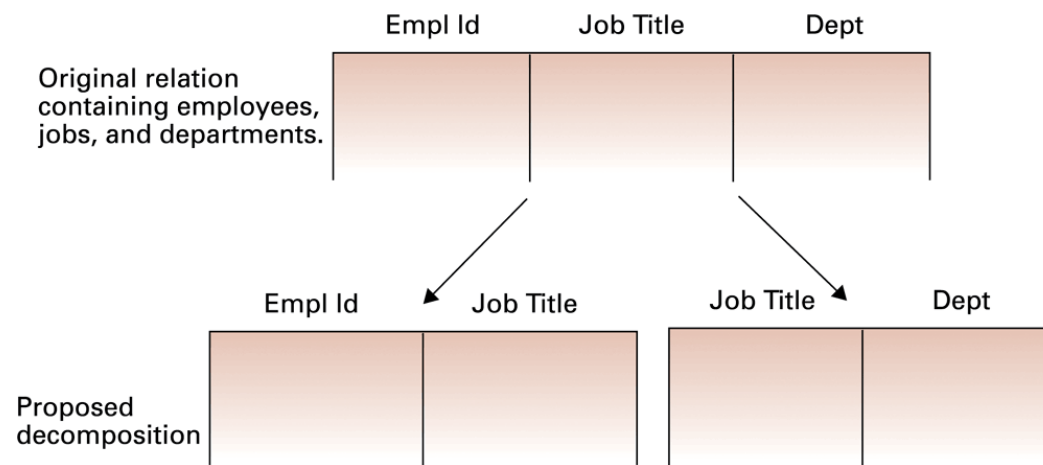 Empl Id Job Title Dept
Original relation
containing employees,
jobs, and departments.
Empl Id Job Title Job Title Dept
Proposed
decomposition